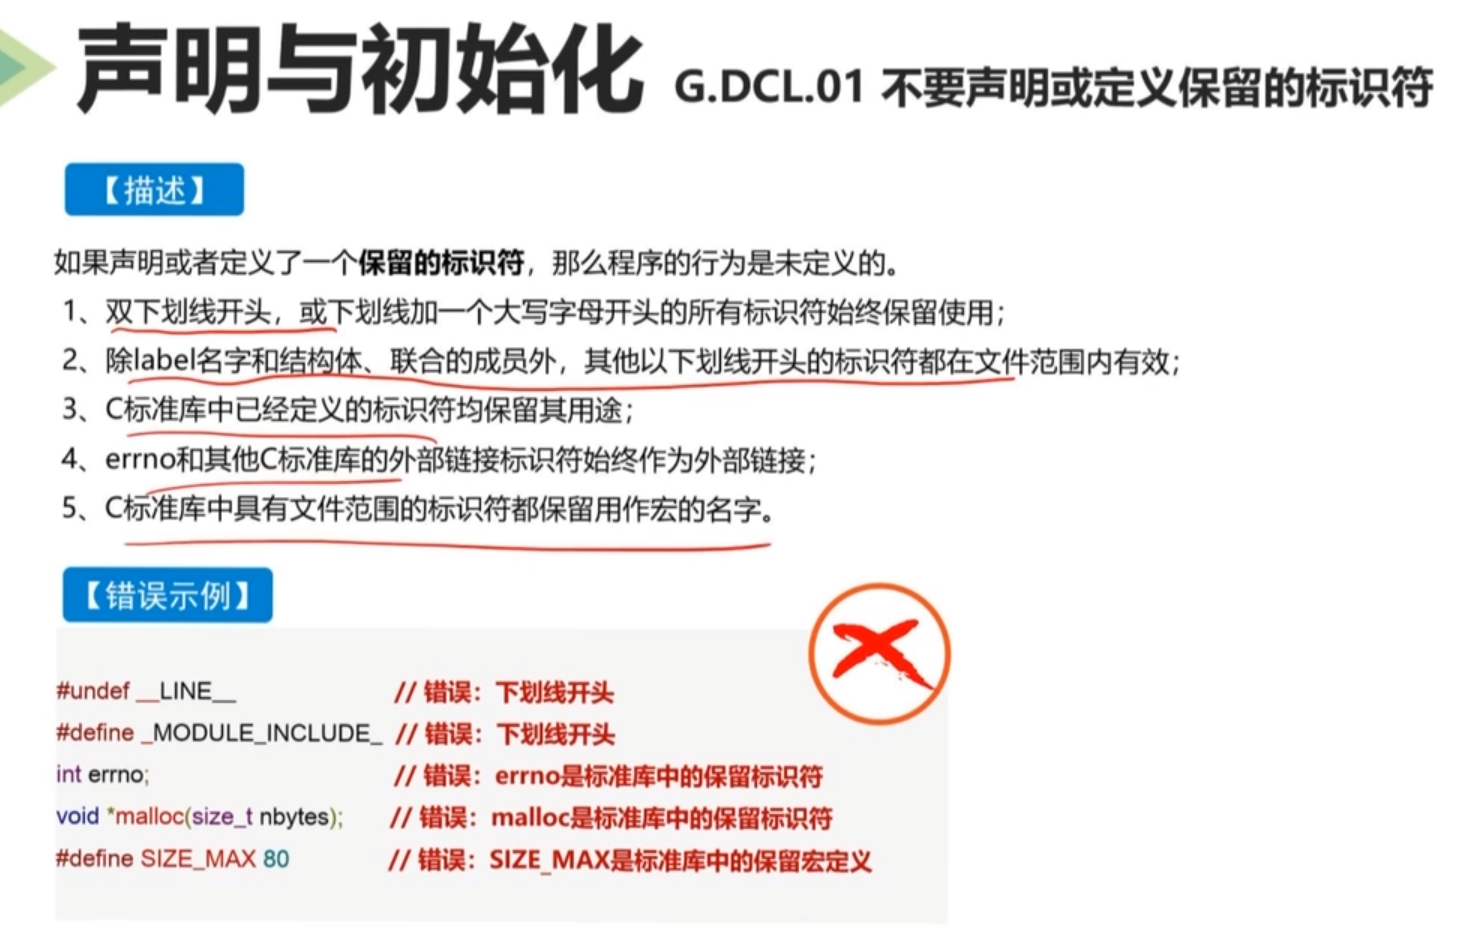 声明与初始化 G.DCL.01 不要声明或定义保留的标识符
【描述】
如果声明或者定义了一个保留的标识符，那么程序的行为是未定义的。
1、双下划线开头，或下划线加一个大写字母开头的所有标识符始终保留使用；
2、除label名字和结构体、联合的成员外，其他以下划线开头的标识符都在文件范围内有效；
3、C标准库中已经定义的标识符均保留其用途；
4、errno和其他C标准库的外部链接标识符始终作为外部链接；
5、C标准库中具有文件范围的标识符都保留用作宏的名字。
【错误示例】
#undef __LINE__ // 错误：下划线开头
#define _MODULE_INCLUDE_ // 错误：下划线开头
int errno; // 错误：errno是标准库中的保留标识符
void *malloc(size_t nbytes); // 错误：malloc是标准库中的保留标识符
#define SIZE_MAX 80 // 错误：SIZE_MAX是标准库中的保留宏定义